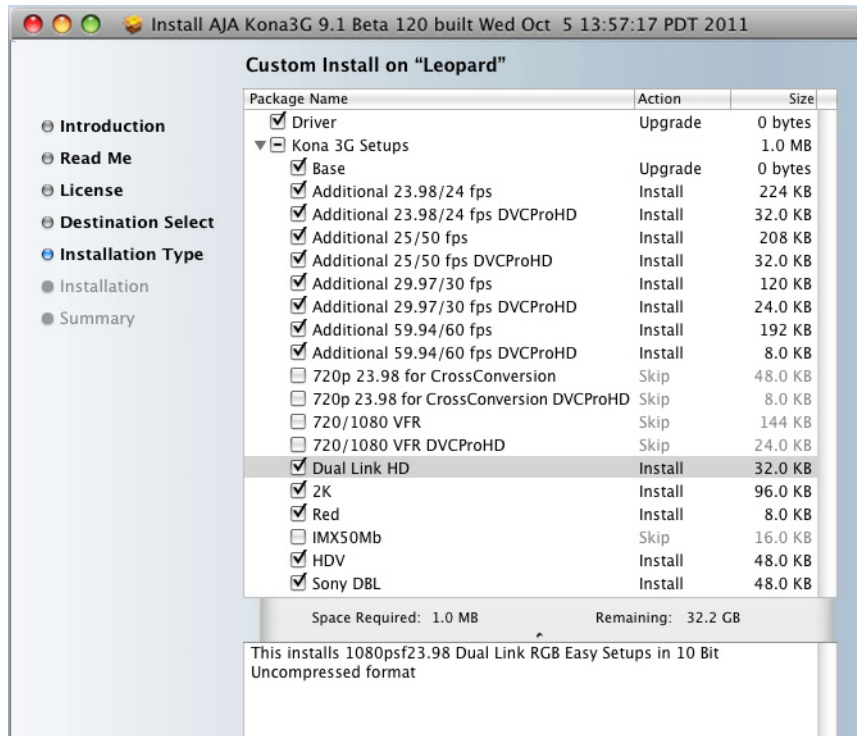 Install AJA Kona3G 9.1 Beta 120 built Wed Oct 5 13:57:17 PDT 2011
Custom Install on “Leopard”
Introduction
Read Me
License
Destination Select
Installation Type
Installation
Summary
Package Name Action Size
Driver Upgrade 0 bytes
Kona 3G Setups 1.0 MB
Base Upgrade 0 bytes
Additional 23.98/24 fps Install 224 KB
Additional 23.98/24 fps DVCProHD Install 32.0 KB
Additional 25/50 fps Install 208 KB
Additional 25/50 fps DVCProHD Install 32.0 KB
Additional 29.97/30 fps Install 120 KB
Additional 29.97/30 fps DVCProHD Install 24.0 KB
Additional 59.94/60 fps Install 192 KB
Additional 59.94/60 fps DVCProHD Install 8.0 KB
720p 23.98 for CrossConversion Skip 48.0 KB
720p 23.98 for CrossConversion DVCProHD Skip 8.0 KB
720/1080 VFR Skip 144 KB
720/1080 VFR DVCProHD Skip 24.0 KB
Dual Link HD Install 32.0 KB
2K Install 96.0 KB
Red Install 8.0 KB
IMX50Mb Skip 16.0 KB
HDV Install 48.0 KB
Sony DBL Install 48.0 KB
Space Required: 1.0 MB Remaining: 32.2 GB
This installs 1080psf23.98 Dual Link RGB Easy Setups in 10 Bit
Uncompressed format